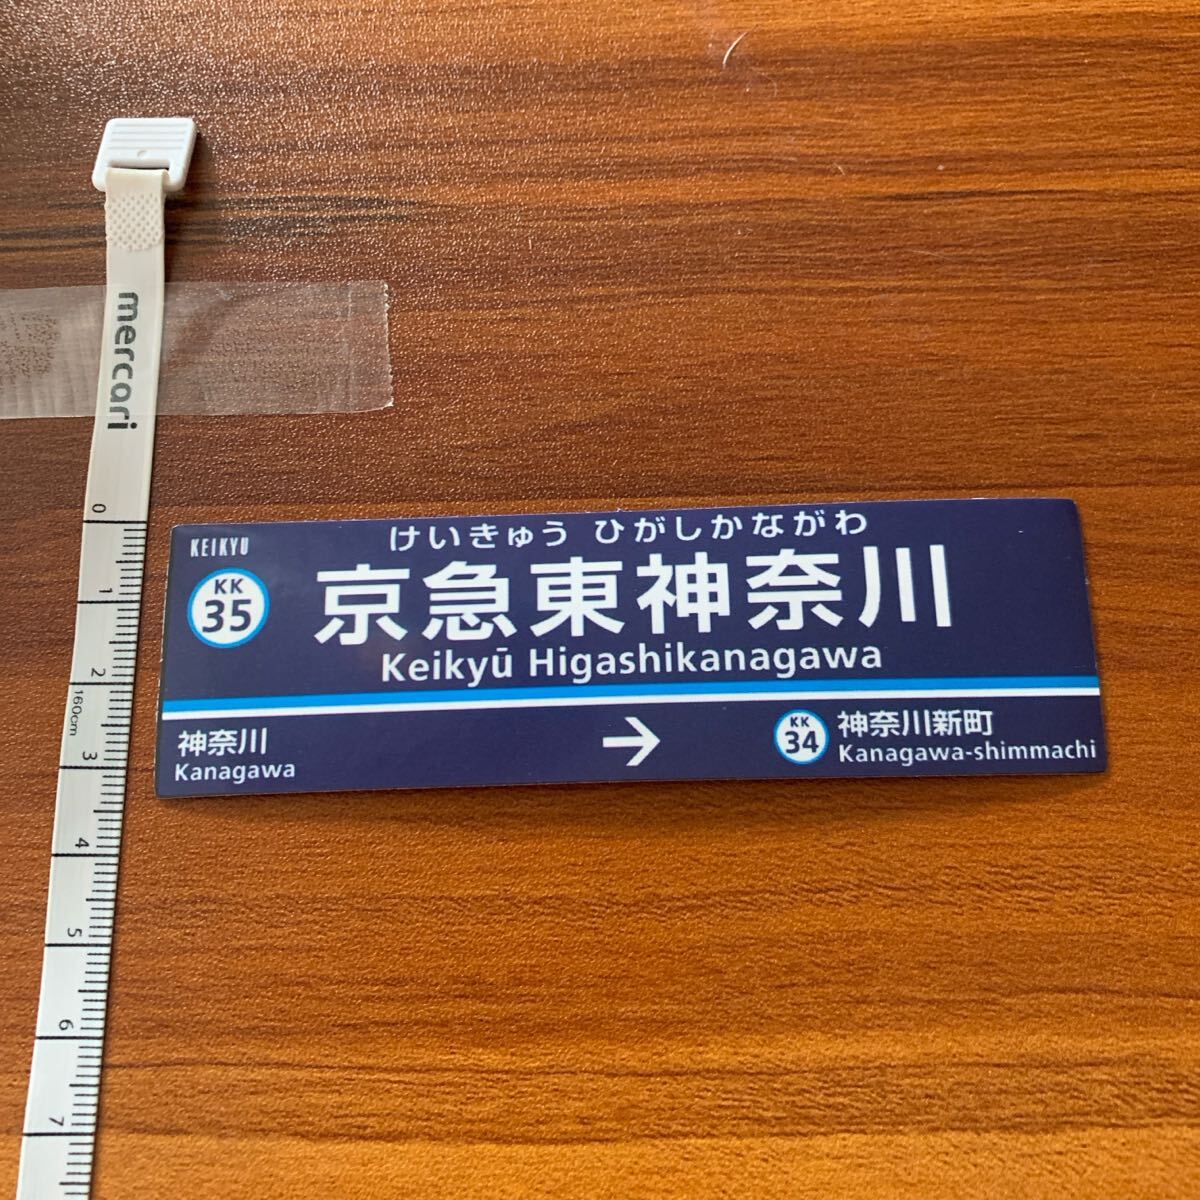 mercari
0
1
2
160cm
3
4
5
6
7
けいきゅう ひがしかながわ
KEIKYU
KK
35
京急東神奈川
Keikyū Higashikanagawa
神奈川
Kanagawa
→
KK
34
神奈川新町
Kanagawa-shimmachi